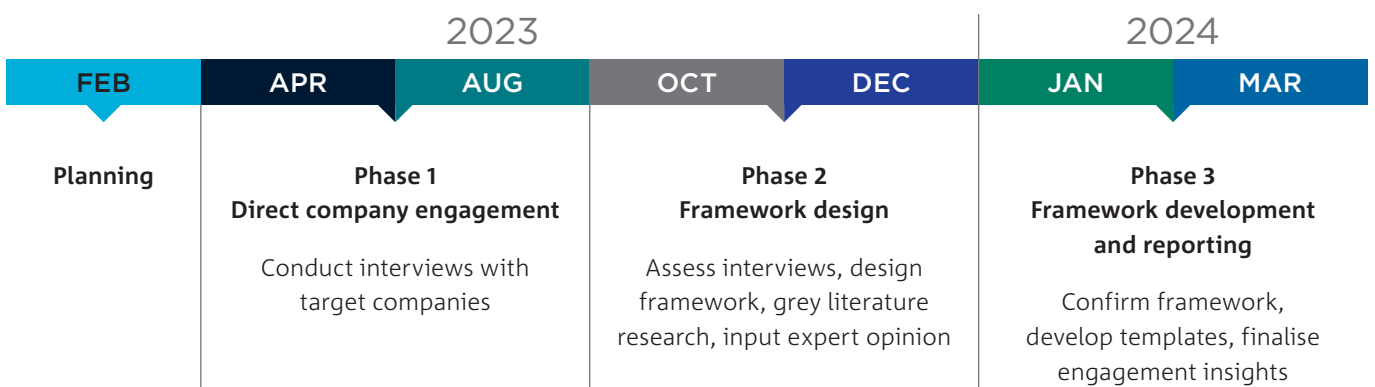 2023
2024
FEB
APR
AUG
OCT
DEC
JAN
MAR
Planning
Phase 1
Direct company engagement
Conduct interviews with
target companies
Phase 2
Framework design
Assess interviews, design
framework, grey literature
research, input expert opinion
Phase 3
Framework development
and reporting
Confirm framework,
develop templates, finalise
engagement insights